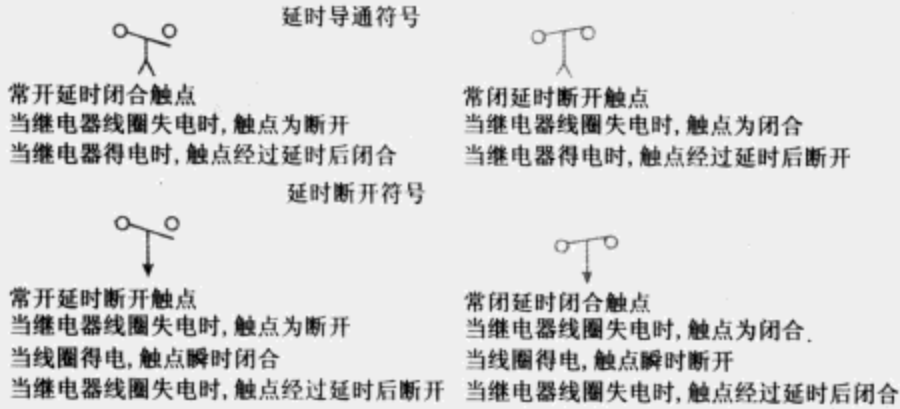 延时导通符号
常开延时闭合触点
当继电器线圈失电时,触点为断开
当继电器得电时,触点经过延时后闭合
常闭延时断开触点
当继电器线圈失电时,触点为闭合
当继电器得电时,触点经过延时后断开
延时断开符号
常开延时断开触点
当继电器线圈失电时,触点为断开
当线圈得电,触点瞬时闭合
当继电器线圈失电时,触点经过延时后断开
常闭延时闭合触点
当继电器线圈失电时,触点为闭合.
当线圈得电,触点瞬时断开
当继电器线圈失电时,触点经过延时后闭合